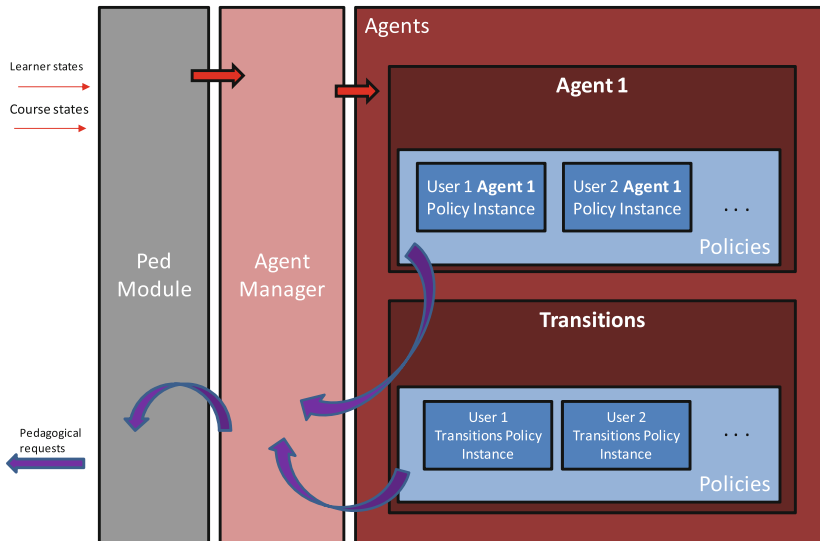 Learner states
Course states
Ped
Module
Pedagogical
requests
Agent
Manager
Agents
Agent 1
User 1 Agent 1
Policy Instance
User 2 Agent 1
Policy Instance
. . .
Policies
Transitions
User 1
Transitions Policy
Instance
User 2
Transitions Policy
Instance
. . .
Policies